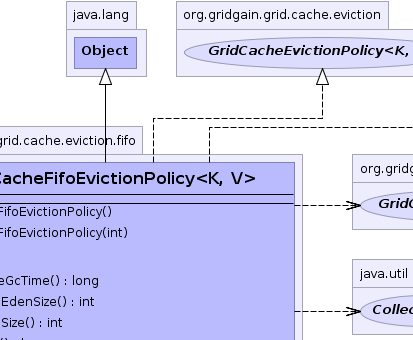 java.lang
org.gridgain.grid.cache.eviction
Object
GridCacheEvictionPolicy<K,
grid.cache.eviction.fifo
CacheFifoEvictionPolicy<K, V>
FifoEvictionPolicy()
FifoEvictionPolicy(int)
eGcTime() : long
EdenSize() : int
Size() : int
org.gridg
GridC
java.util
Collec